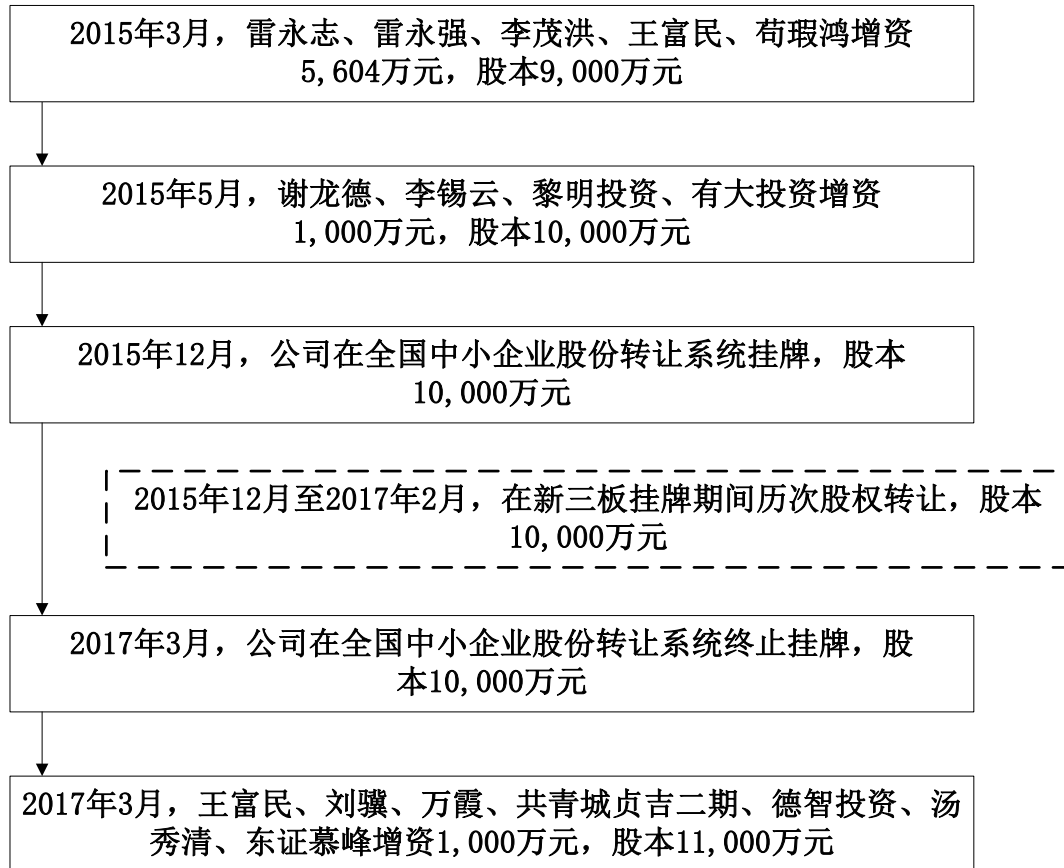 2015年3月，雷永志、雷永强、李茂洪、王富民、苟瑕鸿增资
5,604万元，股本9,000万元
2015年5月，谢龙德、李锡云、黎明投资、有大投资增资
1,000万元，股本10,000万元
2015年12月，公司在全国中小企业股份转让系统挂牌，股本
10,000万元
2015年12月至2017年2月，在新三板挂牌期间历次股权转让，股本
10,000万元
2017年3月，公司在全国中小企业股份转让系统终止挂牌，股
本10,000万元
2017年3月，王富民、刘骥、万霞、共青城贞吉二期、德智投资、汤
秀清、东证慕峰增资1,000万元，股本11,000万元